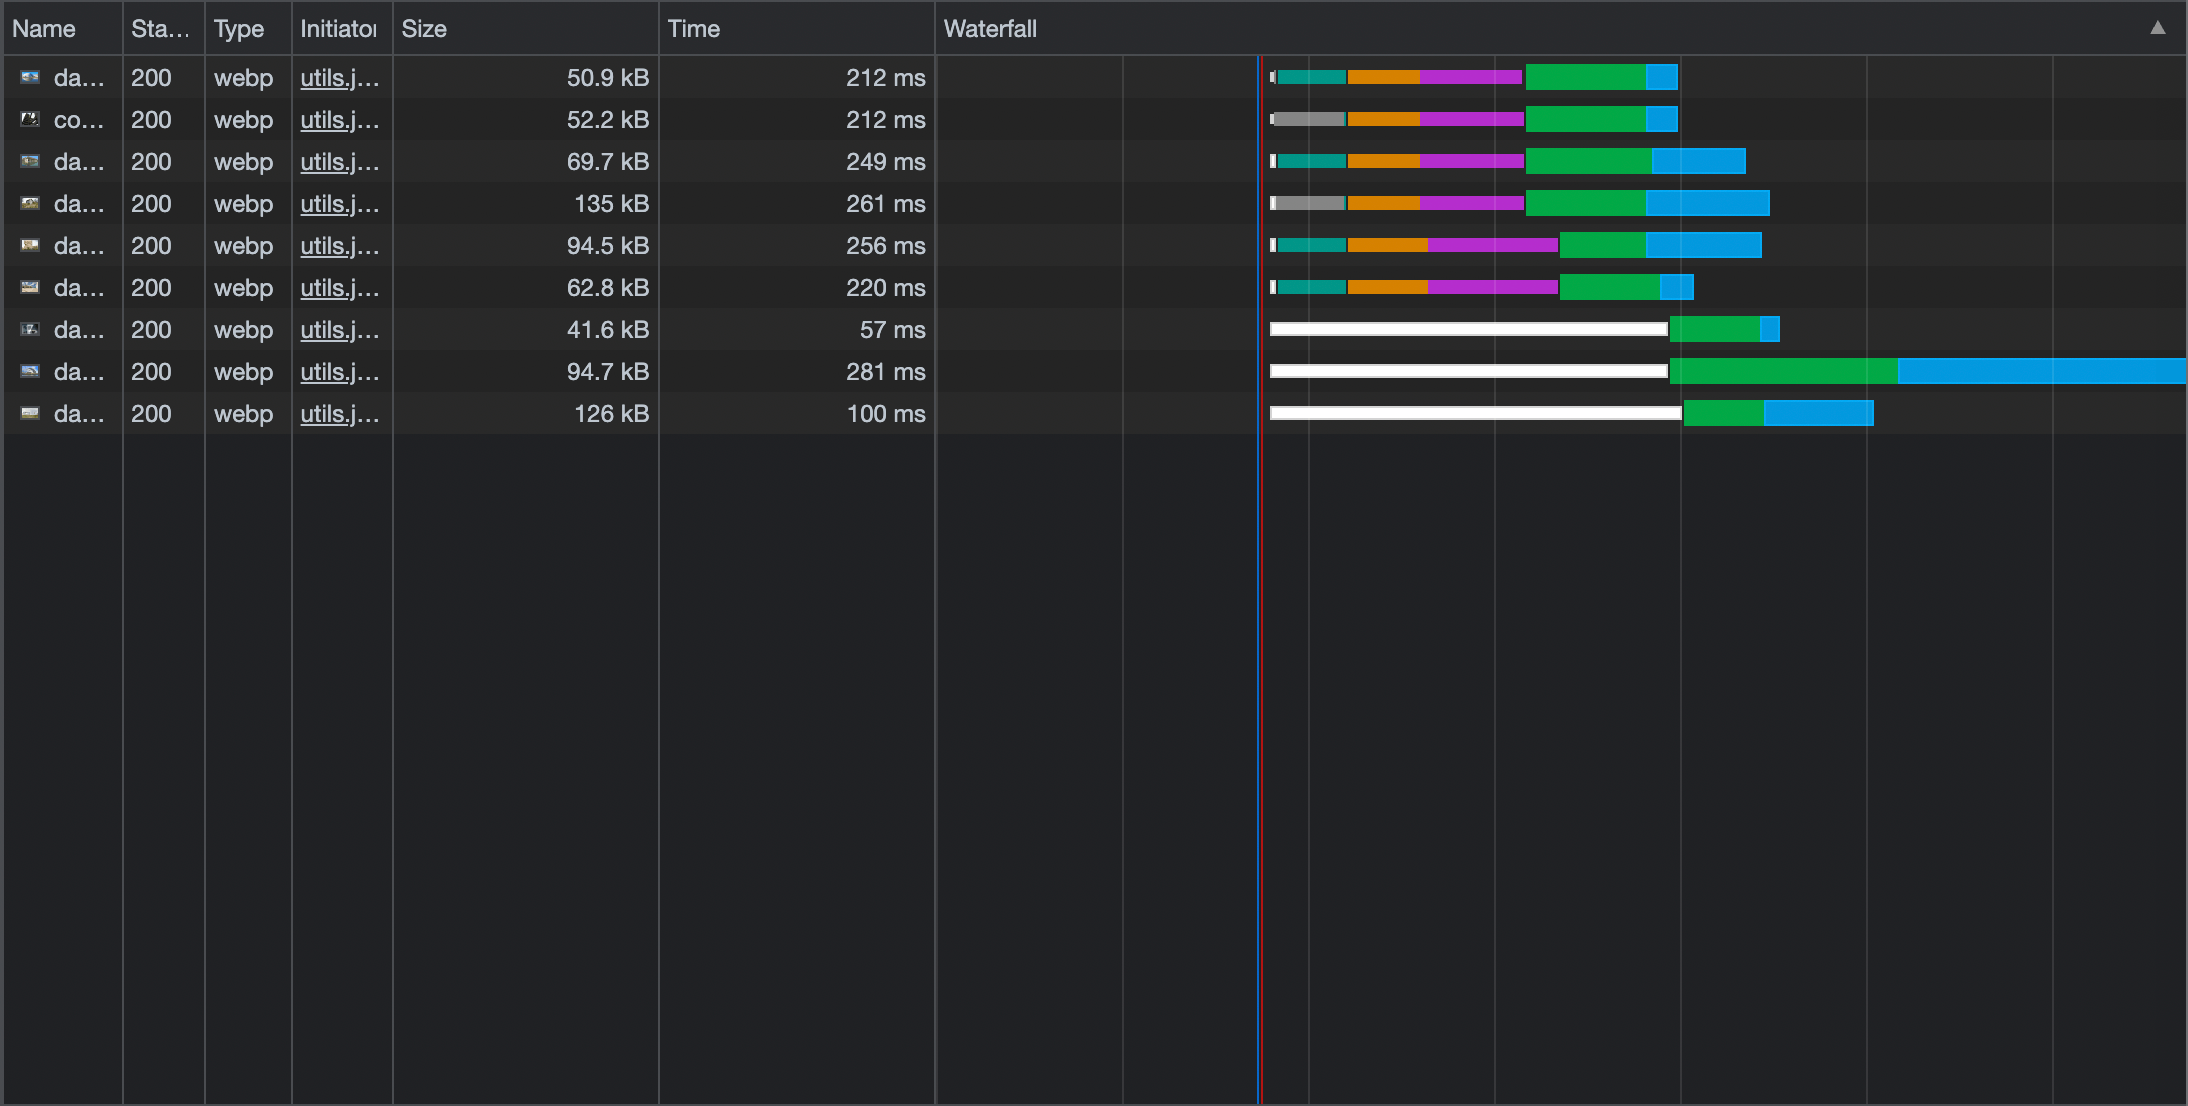 Name Sta... Type Initiator Size Time Waterfall
da... 200 webp utils.j... 50.9 kB 212 ms
co... 200 webp utils.j... 52.2 kB 212 ms
da... 200 webp utils.j... 69.7 kB 249 ms
da... 200 webp utils.j... 135 kB 261 ms
da... 200 webp utils.j... 94.5 kB 256 ms
da... 200 webp utils.j... 62.8 kB 220 ms
da... 200 webp utils.j... 41.6 kB 57 ms
da... 200 webp utils.j... 94.7 kB 281 ms
da... 200 webp utils.j... 126 kB 100 ms